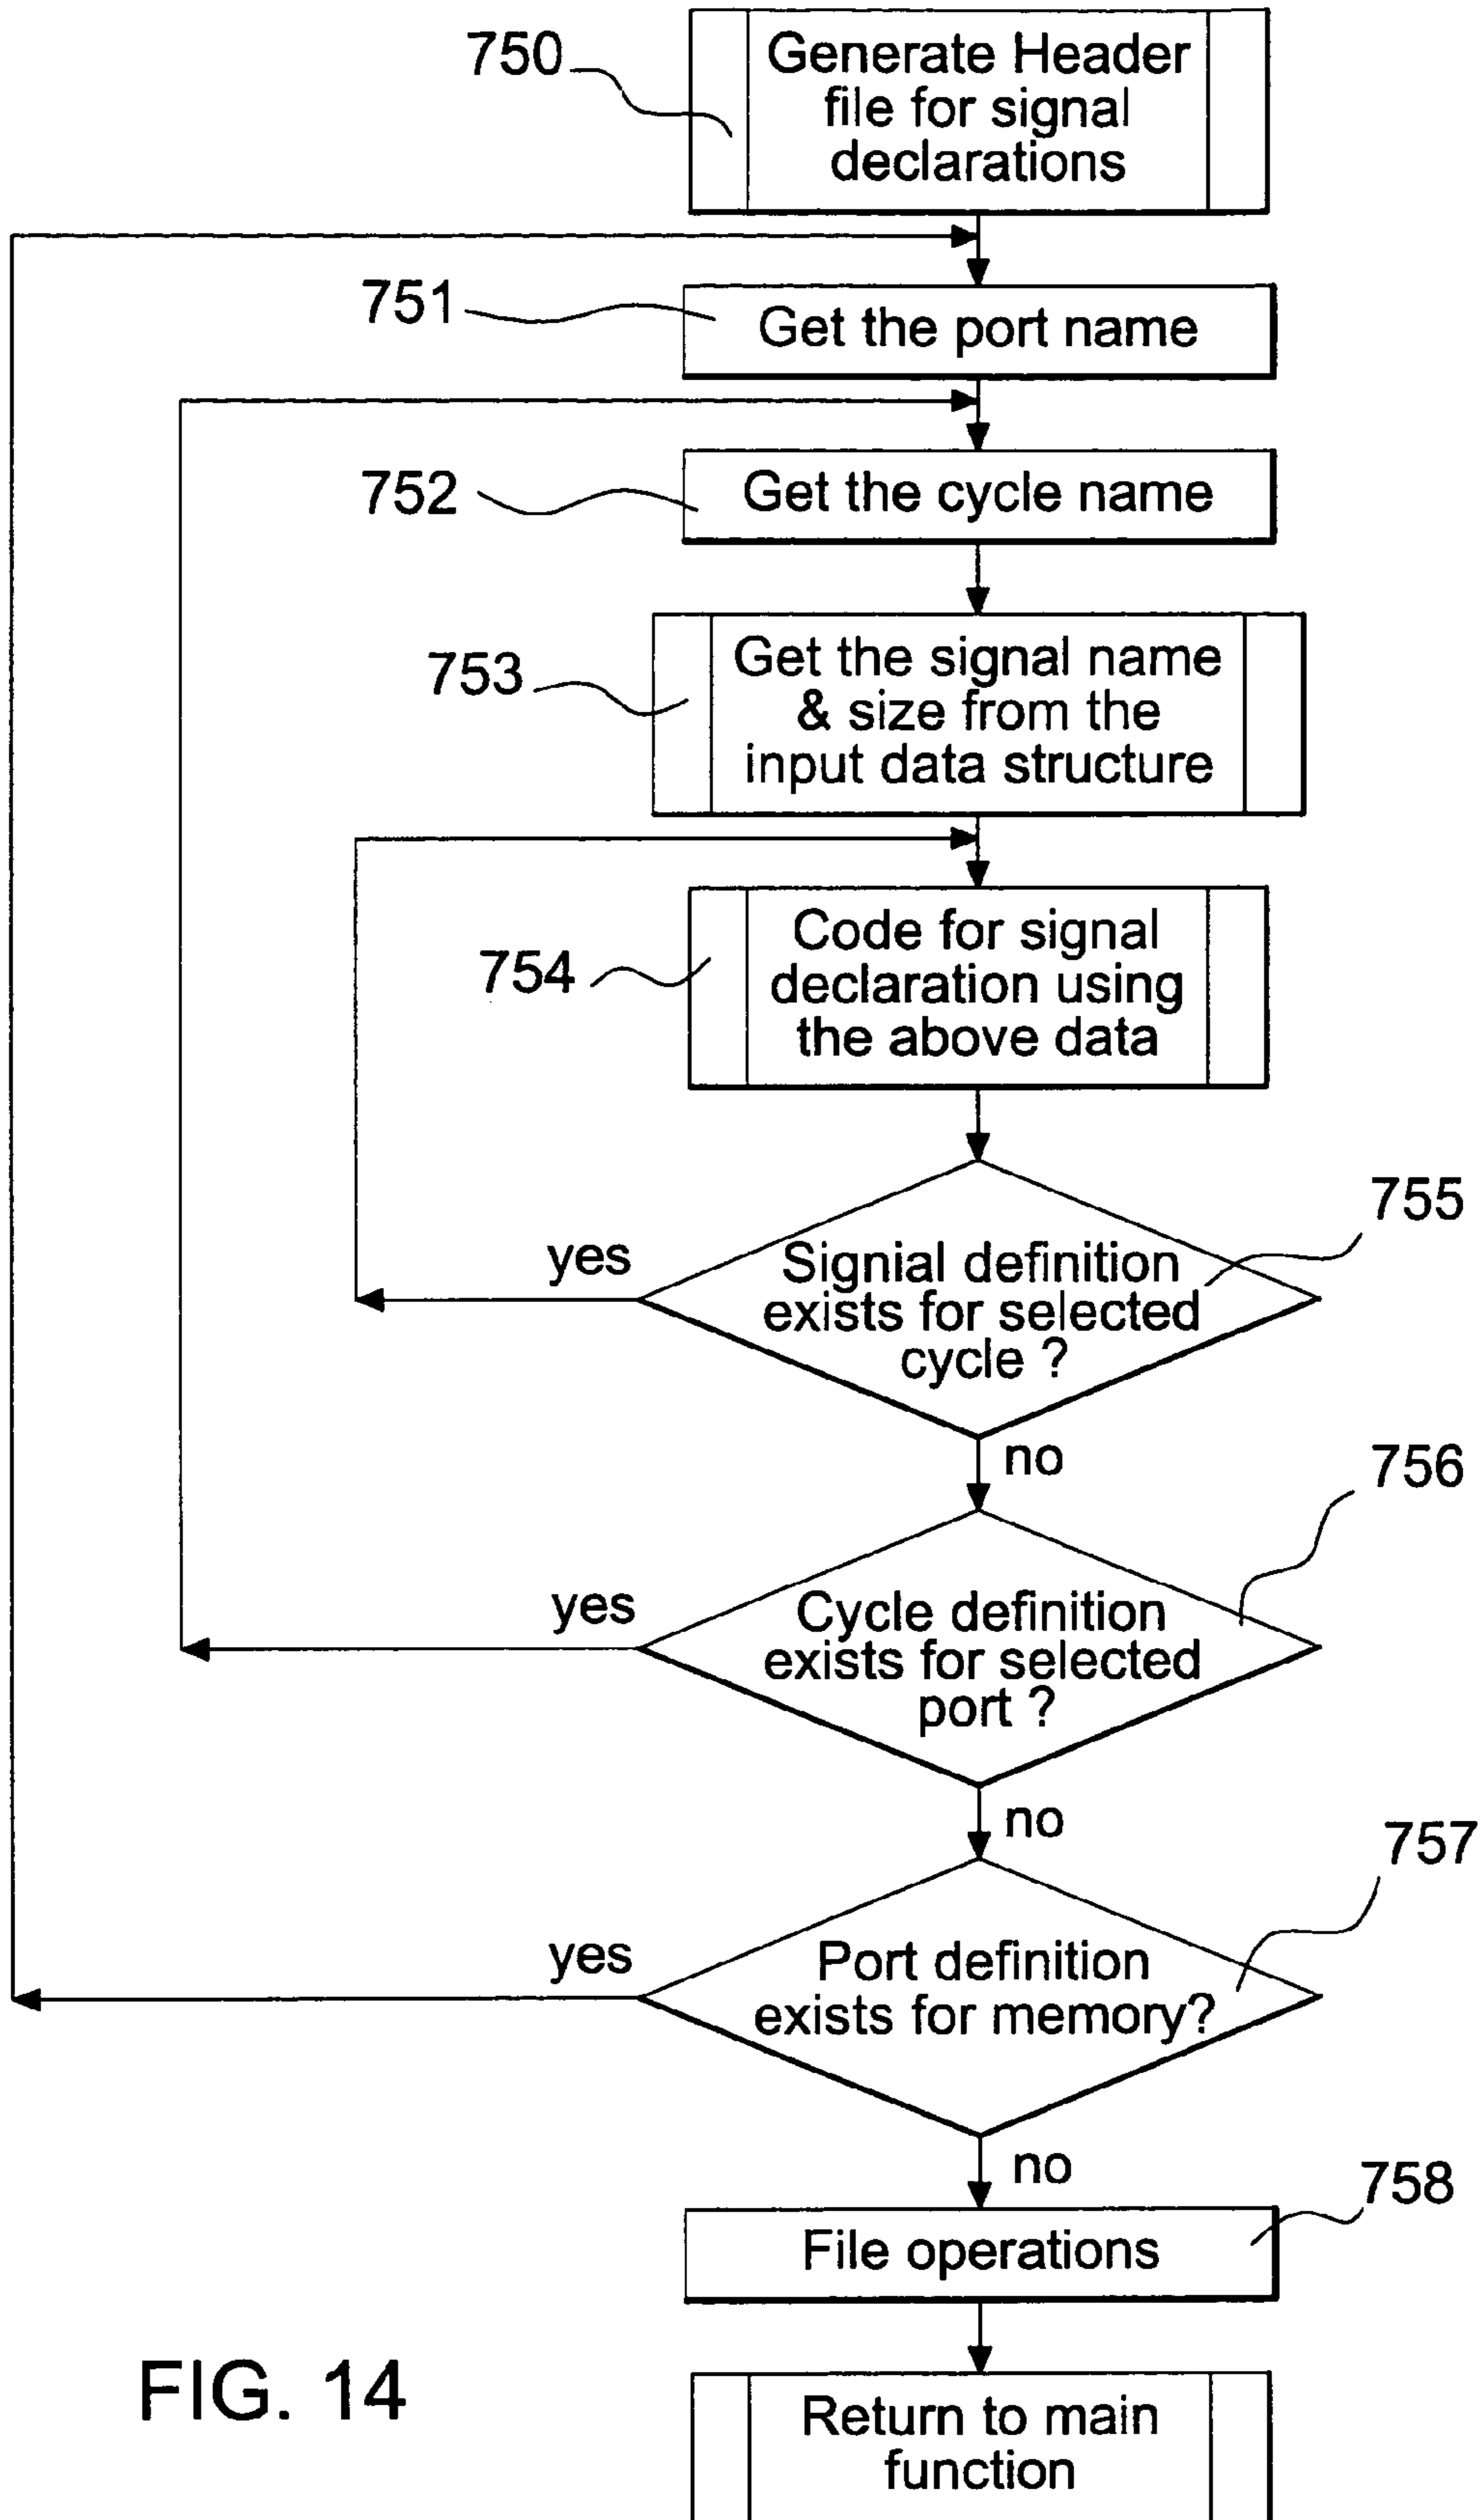 750
Generate Header
file for signal
declarations
751
Get the port name
752
Get the cycle name
753
Get the signal name
& size from the
input data structure
754
Code for signal
declaration using
the above data
755
yes
Signial definition
exists for selected
cycle ?
no
756
yes
Cycle definition
exists for selected
port ?
no
757
yes
Port definition
exists for memory?
no
758
File operations
FIG. 14
Return to main
function